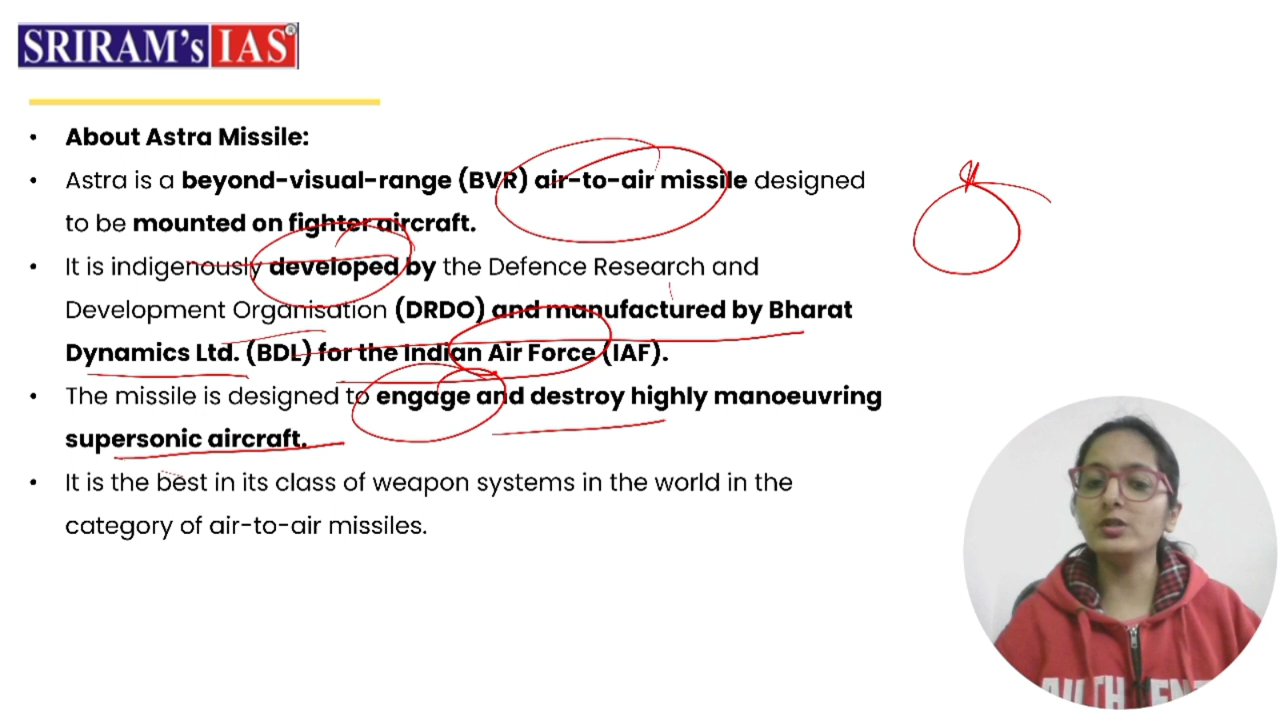 SRIRAM's IAS®
• About Astra Missile:
• Astra is a beyond-visual-range (BVR) air-to-air missile designed
to be mounted on fighter aircraft.
• It is indigenously developed by the Defence Research and
Development Organisation (DRDO) and manufactured by Bharat
Dynamics Ltd. (BDL) for the Indian Air Force (IAF).
• The missile is designed to engage and destroy highly manoeuvring
supersonic aircraft.
• It is the best in its class of weapon systems in the world in the
category of air-to-air missiles.